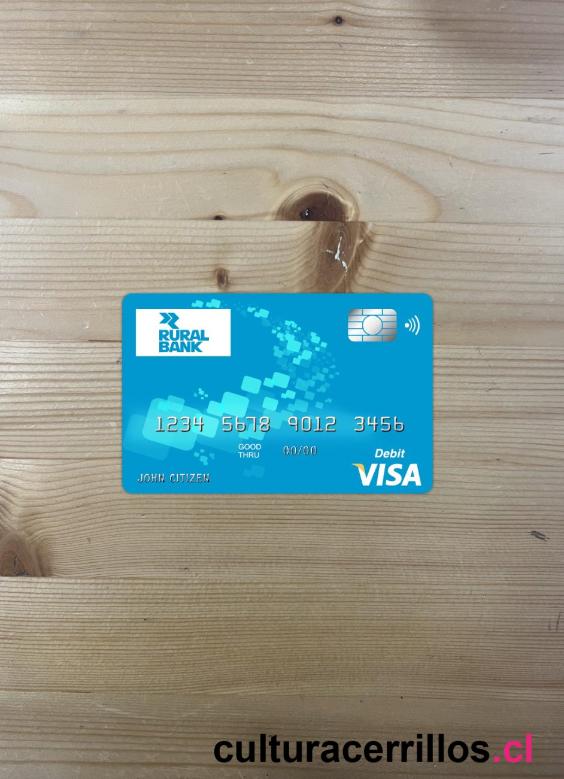 RURAL
BANK
1234 5678 9012 3456
GOOD
THRU
00/00
JOHN CITIZEN
Debit
VISA
culturacerrillos.cl